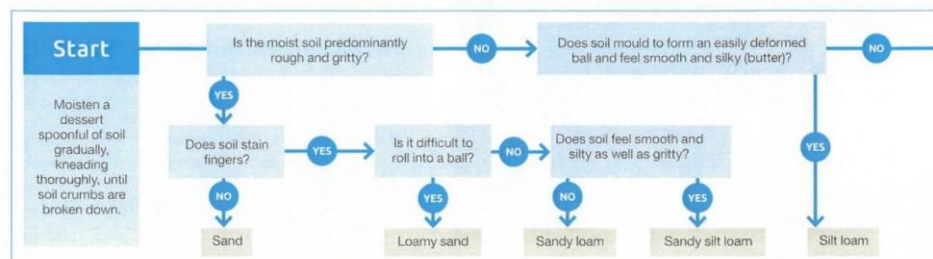 Start
Moisten a
dessert
spoonful of soil
gradually,
kneading
thoroughly, until
soil crumbs are
broken down.
Is the moist soil predominantly
rough and gritty?
NO
Does soil mould to form an easily deformed
ball and feel smooth and silky (butter)?
NO
YES
Does soil stain
fingers?
YES
Is it difficult to
roll into a ball?
NO
Does soil feel smooth and
silty as well as gritty?
YES
NO
YES
NO
YES
Sand
Loamy sand
Sandy loam
Sandy silt loam
Silt loam